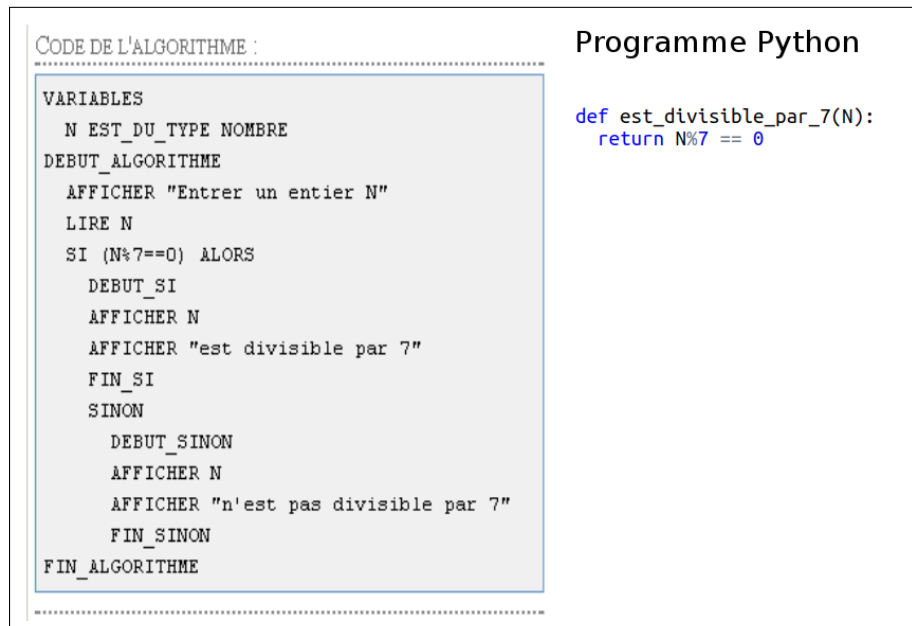 CODE DE L'ALGORITHME :
VARIABLES
N EST_DU_TYPE NOMBRE
DEBUT_ALGORITHME
AFFICHER "Entrer un entier N"
LIRE N
SI (N%7==0) ALORS
DEBUT_SI
AFFICHER N
AFFICHER "est divisible par 7"
FIN_SI
SINON
DEBUT_SINON
AFFICHER N
AFFICHER "n'est pas divisible par 7"
FIN_SINON
FIN_ALGORITHME
Programme Python
def est_divisible_par_7(N):
return N%7 == 0